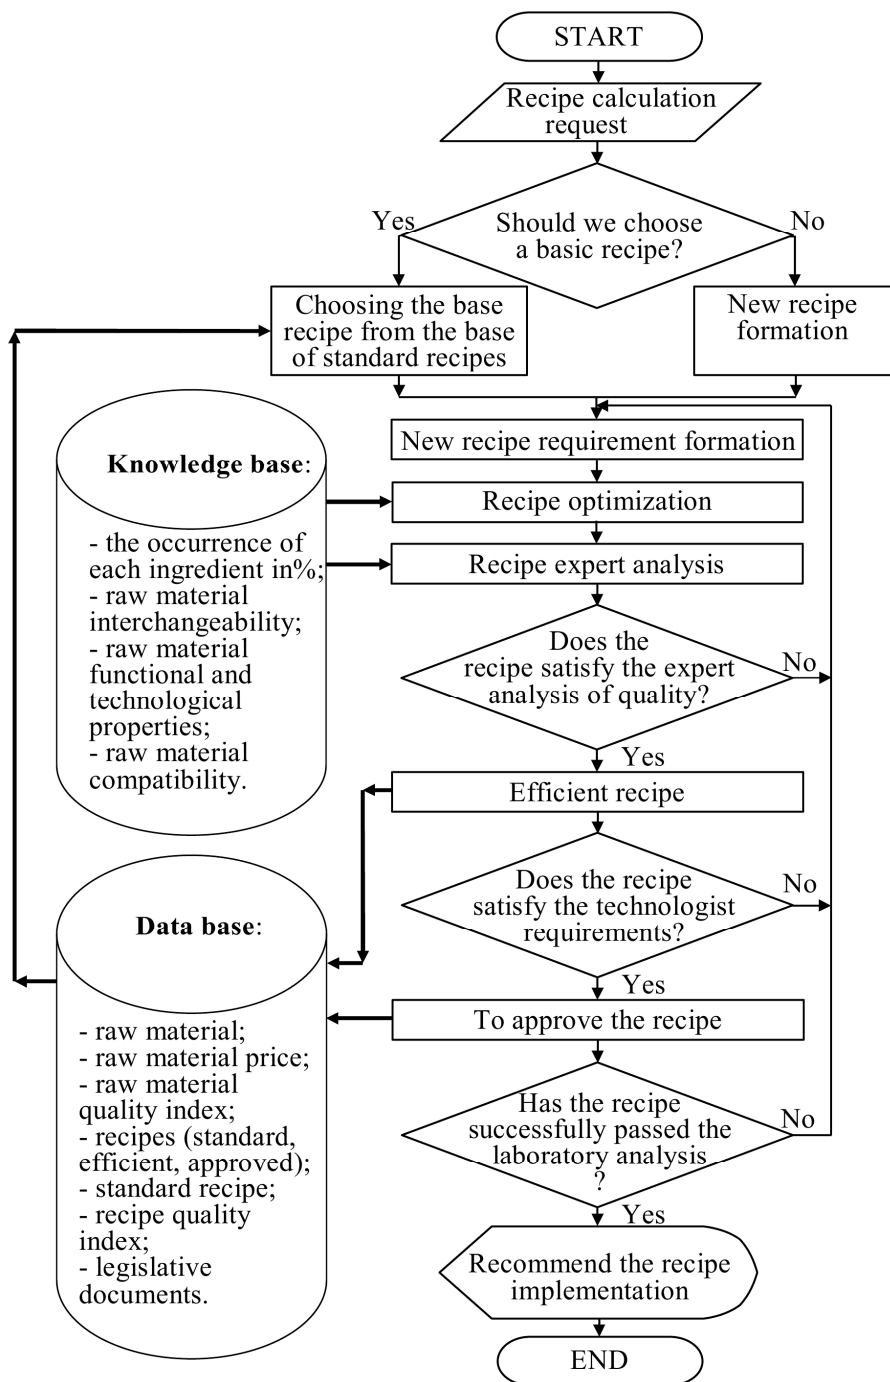 START
Recipe calculation
request
Yes
Should we choose
a basic recipe?
No
Choosing the base
recipe from the base
of standard recipes
New recipe
formation
New recipe requirement formation
Knowledge base:
- the occurrence of
each ingredient in%;
- raw material
interchangeability;
- raw material
functional and
technological
properties;
- raw material
compatibility.
Recipe optimization
Recipe expert analysis
Does the
recipe satisfy the expert
analysis of quality?
No
Yes
Efficient recipe
Does the recipe
satisfy the technologist
requirements?
No
Yes
Data base:
- raw material;
- raw material price;
- raw material
quality index;
- recipes (standard,
efficient, approved);
- standard recipe;
- recipe quality
index;
- legislative
documents.
To approve the recipe
Has the recipe
successfully passed the
laboratory analysis
?
No
Yes
Recommend the recipe
implementation
END